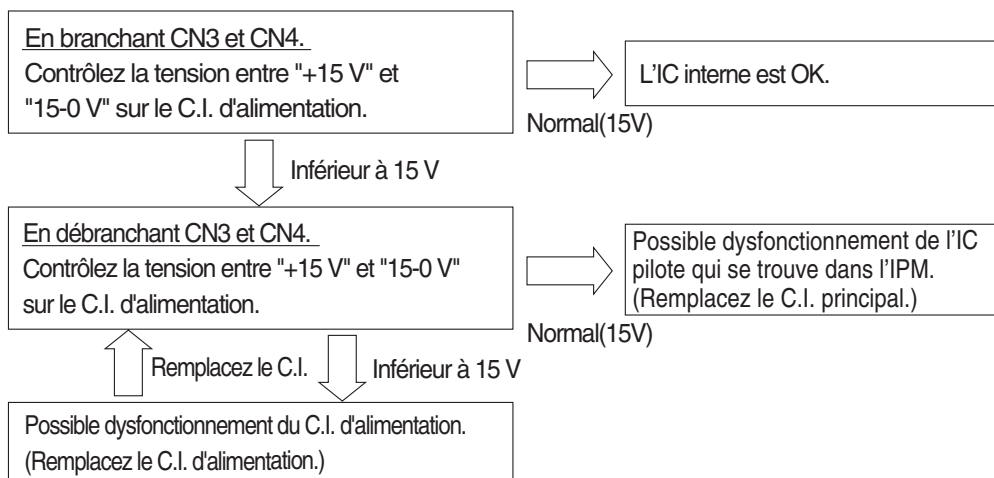 En branchant CN3 et CN4.
Contrôlez la tension entre "+15 V" et
"15-0 V" sur le C.I. d'alimentation.
Normal(15V)
L'IC interne est OK.
Inférieur à 15 V
En débranchant CN3 et CN4.
Contrôlez la tension entre "+15 V" et "15-0 V"
sur le C.I. d'alimentation.
Normal(15V)
Possible dysfonctionnement de l'IC
pilote qui se trouve dans l'IPM.
(Remplacez le C.I. principal.)
Remplacez le C.I.
Inférieur à 15 V
Possible dysfonctionnement du C.I. d'alimentation.
(Remplacez le C.I. d'alimentation.)